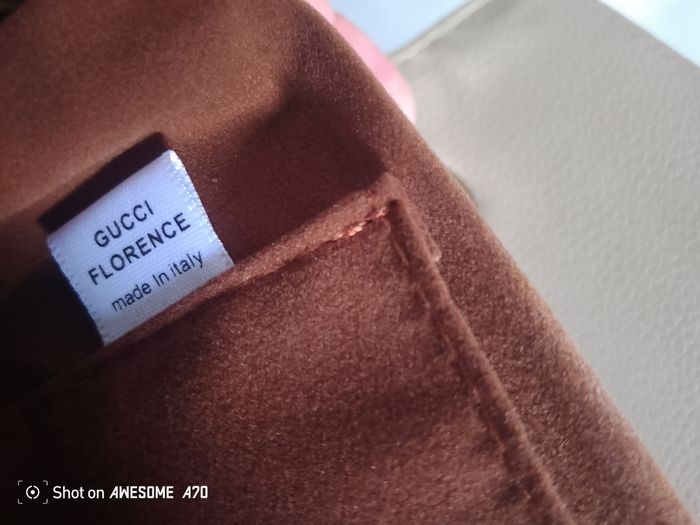 GUCCI
FLORENCE
made In italy
Shot on AWESOME A70